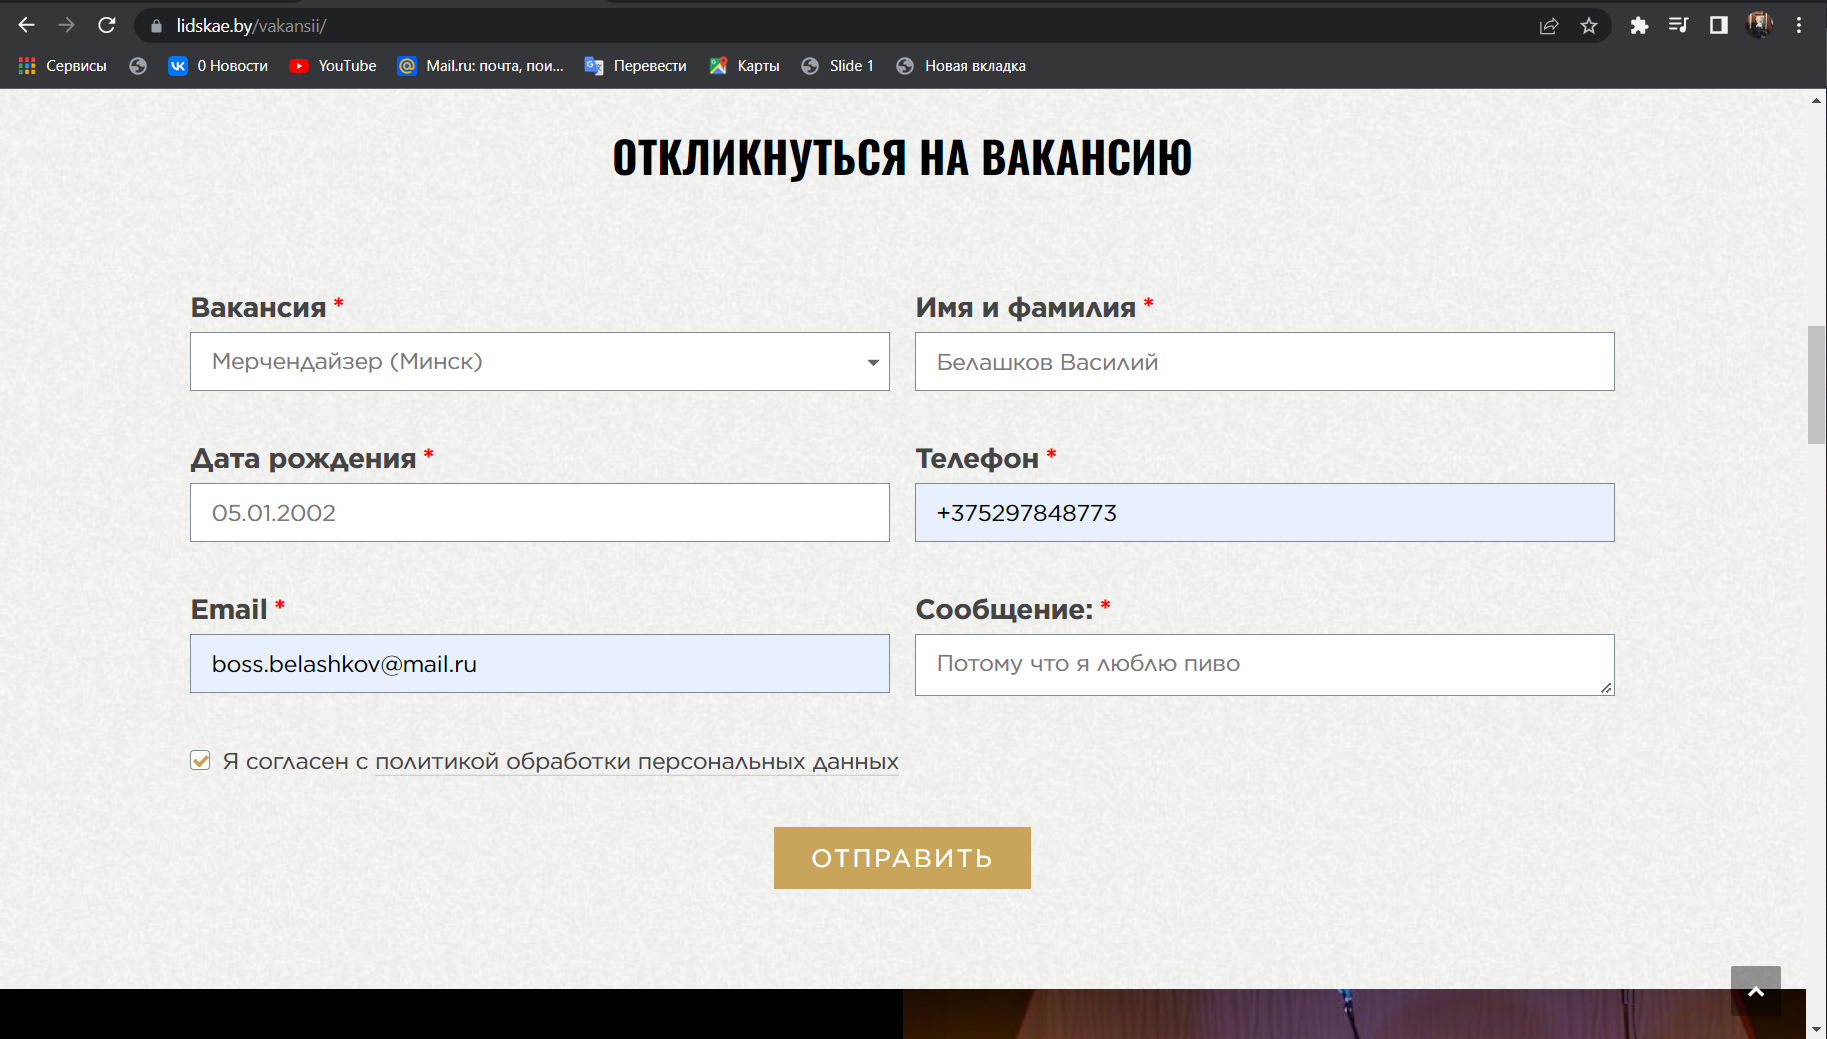 lidskae.by/vakansii/
Сервисы
0 Новости
YouTube
Mail.ru: почта, пои...
Перевести
Карты
Slide 1
Новая вкладка
ОТКЛИКНУТЬСЯ НА ВАКАНСИЮ
Вакансия *
Имя и фамилия *
Мерчендайзер (Минск)
Белашков Василий
Дата рождения *
Телефон *
05.01.2002
+375297848773
Email *
Сообщение: *
boss.belashkov@mail.ru
Потому что я люблю пиво
Я согласен с политикой обработки персональных данных
ОТПРАВИТЬ